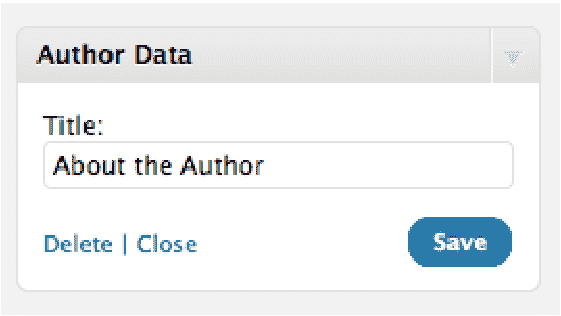 Author Data
Title:
About the Author
Delete | Close
Save